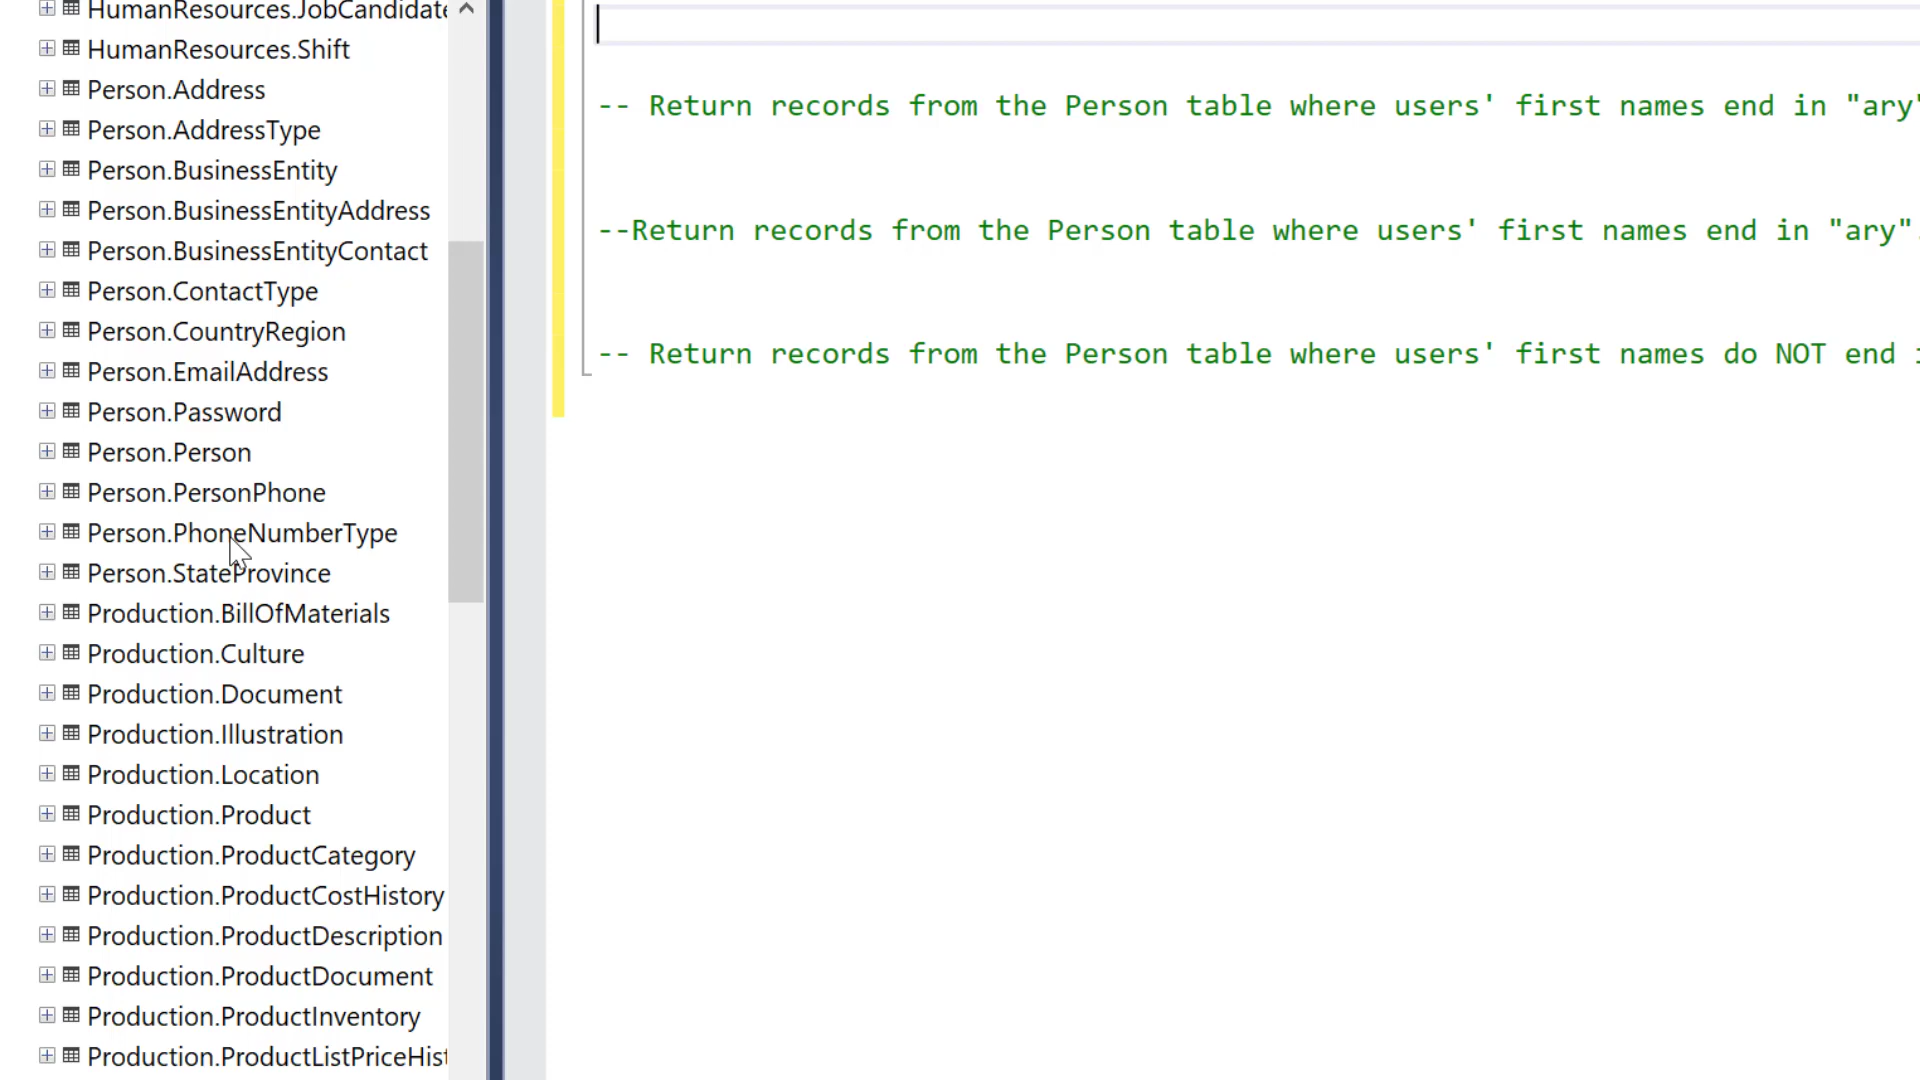 HumanResources.JobCandidate
HumanResources.Shift
Person.Address
Person.AddressType
Person.BusinessEntity
Person.BusinessEntityAddress
Person.BusinessEntityContact
Person.ContactType
Person.CountryRegion
Person.EmailAddress
Person.Password
Person.Person
Person.PersonPhone
Person.PhoneNumberType
Person.StateProvince
Production.BillOfMaterials
Production.Culture
Production.Document
Production.Illustration
Production.Location
Production.Product
Production.ProductCategory
Production.ProductCostHistory
Production.ProductDescription
Production.ProductDocument
Production.ProductInventory
Production.ProductListPriceHist
-- Return records from the Person table where users' first names end in "ary"
--Return records from the Person table where users' first names end in "ary"
-- Return records from the Person table where users' first names do NOT end